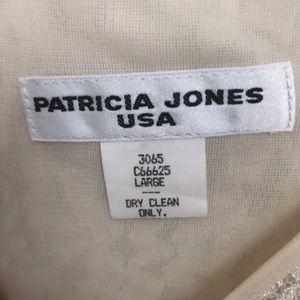 PATRICIA JONES
USA
3065
C66625
LARGE
---
DRY CLEAN
ONLY.